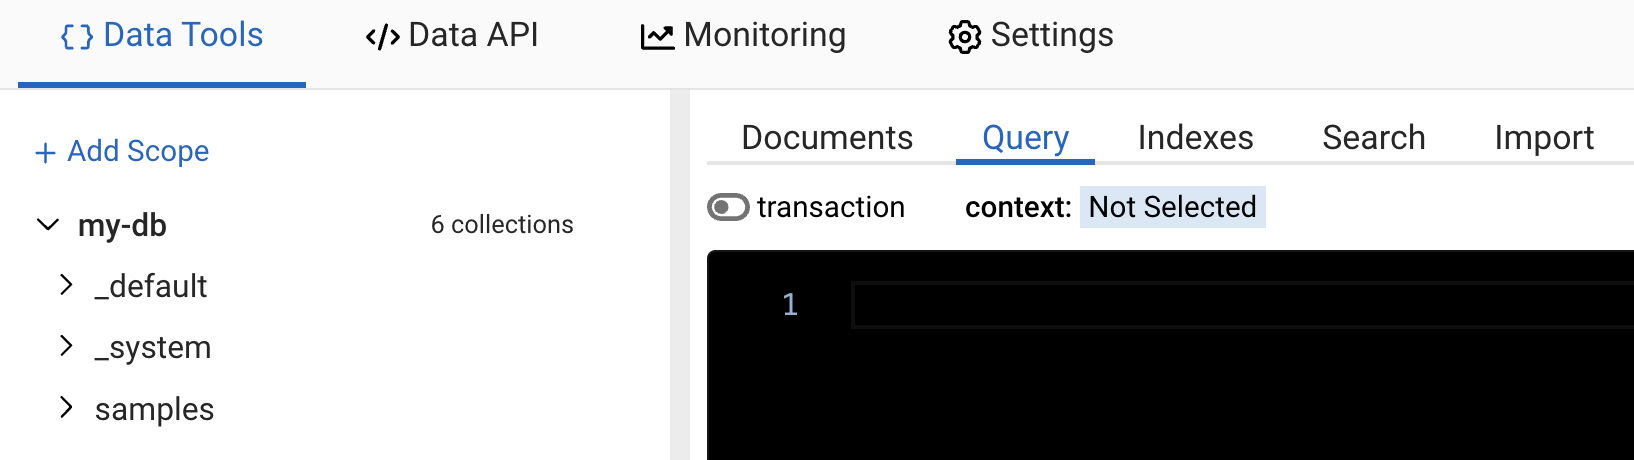 { } Data Tools
</> Data API
Monitoring
Settings
+ Add Scope
my-db
6 collections
_default
_system
samples
Documents
Query
Indexes
Search
Import
transaction
context: Not Selected
1